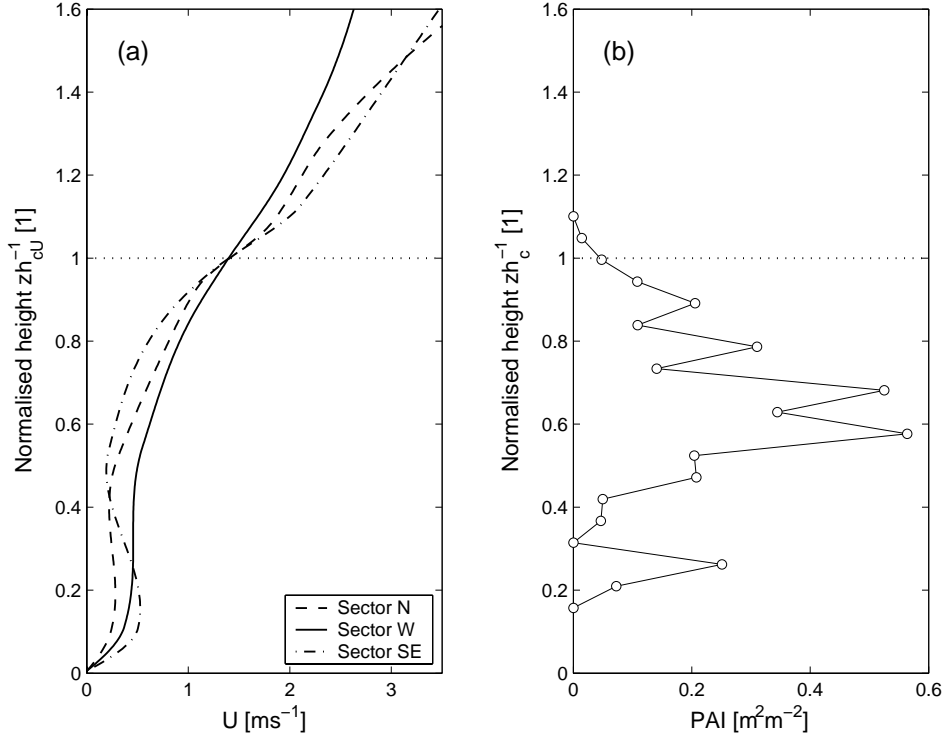 (a)
1.6
1.4
1.2
1
0.8
0.6
0.4
0.2
0
Normalised height zh_cU^−1 [1]
Sector N
Sector W
Sector SE
0 1 2 3
U [ms^−1]
(b)
1.6
1.4
1.2
1
0.8
0.6
0.4
0.2
0
Normalised height zh_c^−1 [1]
0 0.2 0.4 0.6
PAI [m^2m^−2]